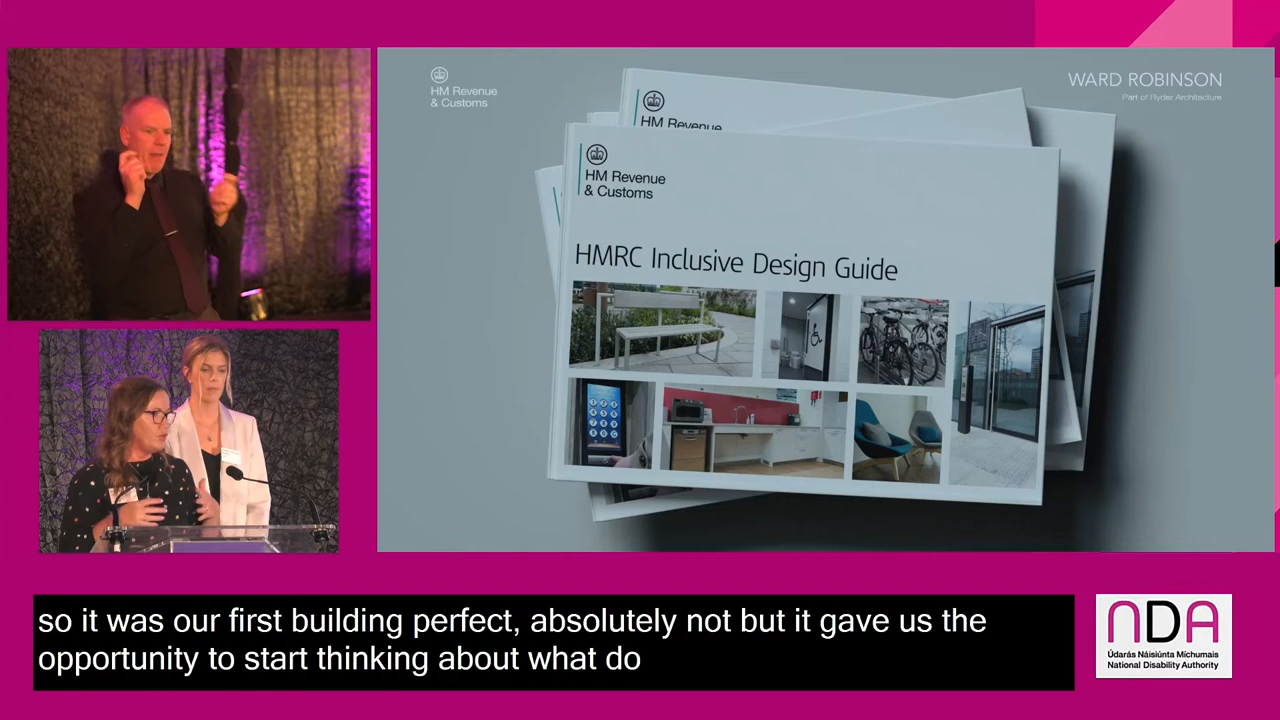 HM Revenue
& Customs
WARD ROBINSON
Part of Ryder Architecture
HM Revenue
HM Revenue
& Customs
HMRC Inclusive Design Guide
so it was our first building perfect, absolutely not but it gave us the
opportunity to start thinking about what do
NDA
Údarás Náisiúnta Míchumais
National Disability Authority